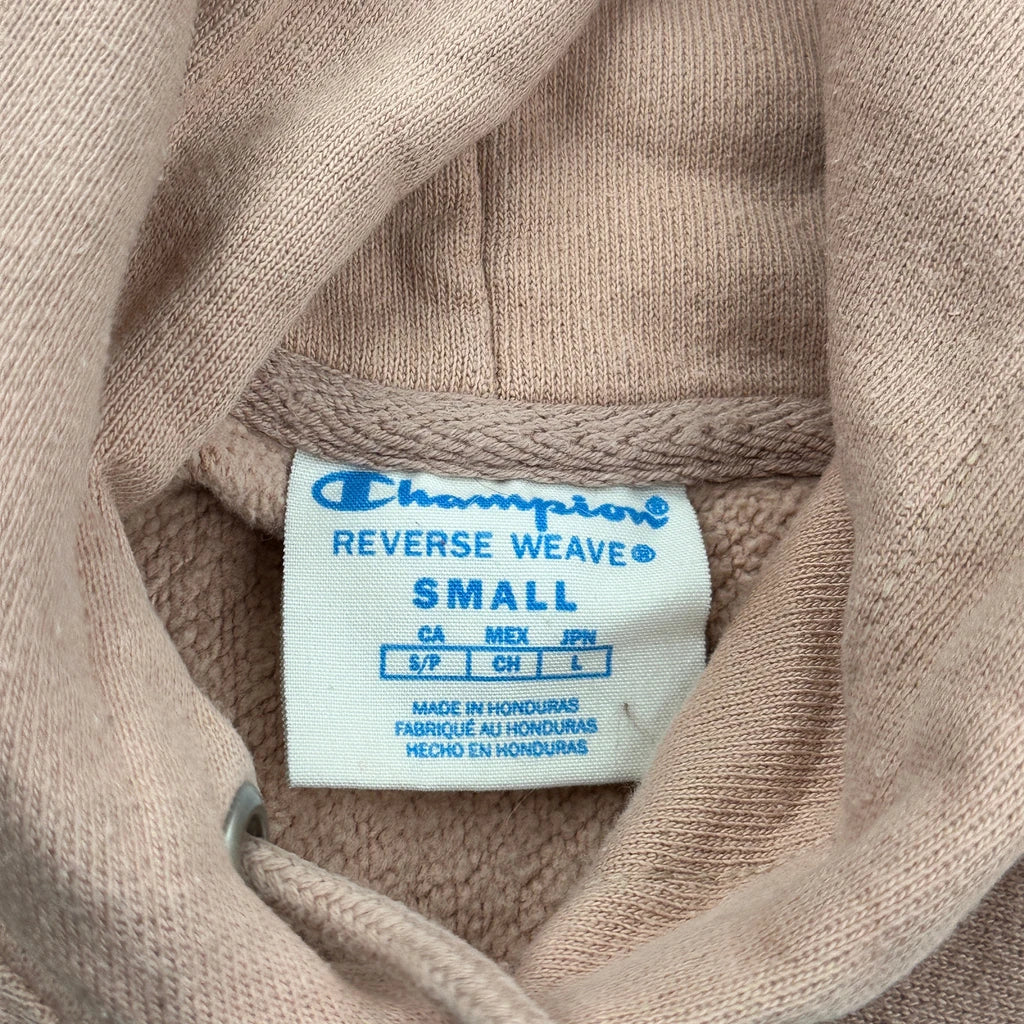 Champion®
REVERSE WEAVE®
SMALL
CA MEX JPN
S/P CH L
MADE IN HONDURAS
FABRIQUÉ AU HONDURAS
HECHO EN HONDURAS